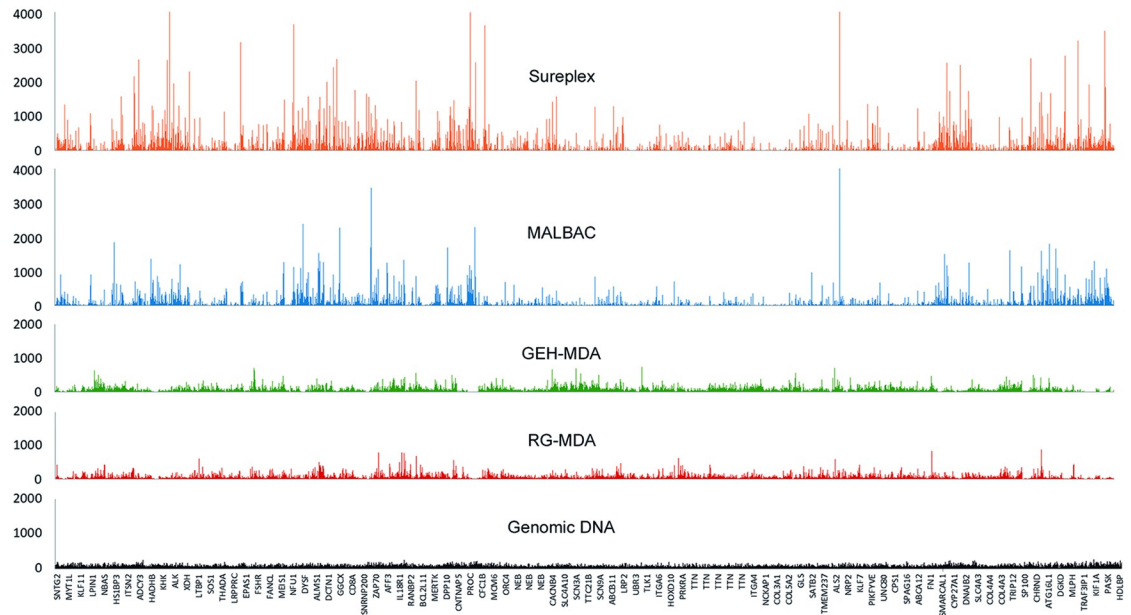 4000
3000
2000
1000
0
Sureplex
4000
3000
2000
1000
0
MALBAC
2000
1000
0
GEH-MDA
2000
1000
0
RG-MDA
2000
1000
0
Genomic DNA
SNTG2
MYT1L
KLF11
LPIN1
NBAS
HS1BP3
ITSN2
ADCY3
HADHB
KHK
ALK
XDH
LTBP1
SOS1
THADA
LRPPRC
EPAS1
FSHR
FANCL
MEIS1
NFU1
DYSF
ALMS1
DCTN1
GGCX
CD8A
SNRNP200
ZAP70
AFF3
IL18R1
RANBP2
BCL2L11
MERTK
DPP10
CNTNAP5
PROC
CFC1B
MCM6
ORC4
NEB
NEB
NEB
CACNB4
SLC4A10
SCN3A
TTC21B
SCN9A
ABCB11
LRP2
UBR3
TLK1
ITGA6
HOXD10
PRKRA
TTN
TTN
TTN
TTN
TTN
ITGA4
NCKAP1
COL3A1
COL5A2
GLS
SATB2
TMEM237
ALS2
NRP2
KLF7
PIKFYVE
UNC80
CPS1
SPAG16
ABCA12
FN1
SMARCAL1
CYP27A1
DNAJB2
SLC4A3
COL4A4
COL4A3
TRIP12
SP100
CHRND
ATG16L1
DGKD
MLPH
TRAF3IP1
KIF1A
PASK
HDLBP